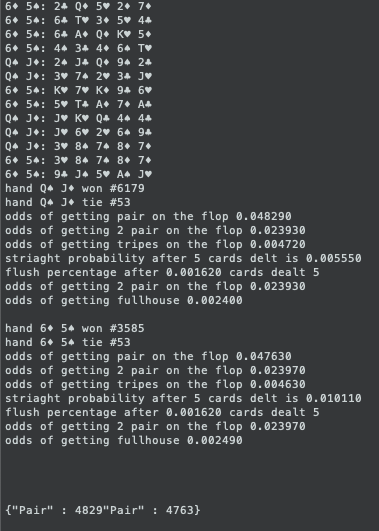 6♦ 5♠: 2♣ Q♦ 5♥ 2♦ 7♦
6♦ 5♠: 6♣ T♥ 3♦ 5♥ 4♣
6♦ 5♠: 6♣ A♦ Q♦ K♥ 5♦
6♦ 5♠: 4♠ 3♣ 4♦ 6♠ T♥
Q♠ J♦: 2♠ J♣ Q♦ 9♠ 2♣
Q♠ J♦: 3♥ 7♠ 2♥ 3♣ J♥
6♦ 5♠: K♥ 7♥ K♦ 9♣ 6♥
6♦ 5♠: 5♥ T♣ A♦ 7♦ A♣
Q♠ J♦: J♥ K♥ Q♣ 4♠ 4♣
Q♠ J♦: J♥ 6♥ 2♥ 6♠ 9♣
Q♠ J♦: 3♥ 8♠ 7♠ 8♦ 7♦
6♦ 5♠: 3♥ 8♠ 7♠ 8♦ 7♦
6♦ 5♠: 9♣ J♠ 5♥ A♠ J♥
hand Q♠ J♦ won #6179
hand Q♠ J♦ tie #53
odds of getting pair on the flop 0.048290
odds of getting 2 pair on the flop 0.023930
odds of getting tripes on the flop 0.004720
striaght probability after 5 cards delt is 0.005550
flush percentage after 0.001620 cards dealt 5
odds of getting 2 pair on the flop 0.023930
odds of getting fullhouse 0.002400
hand 6♦ 5♠ won #3585
hand 6♦ 5♠ tie #53
odds of getting pair on the flop 0.047630
odds of getting 2 pair on the flop 0.023970
odds of getting tripes on the flop 0.004630
striaght probability after 5 cards delt is 0.010110
flush percentage after 0.001620 cards dealt 5
odds of getting 2 pair on the flop 0.023970
odds of getting fullhouse 0.002490
{"Pair" : 4829"Pair" : 4763}